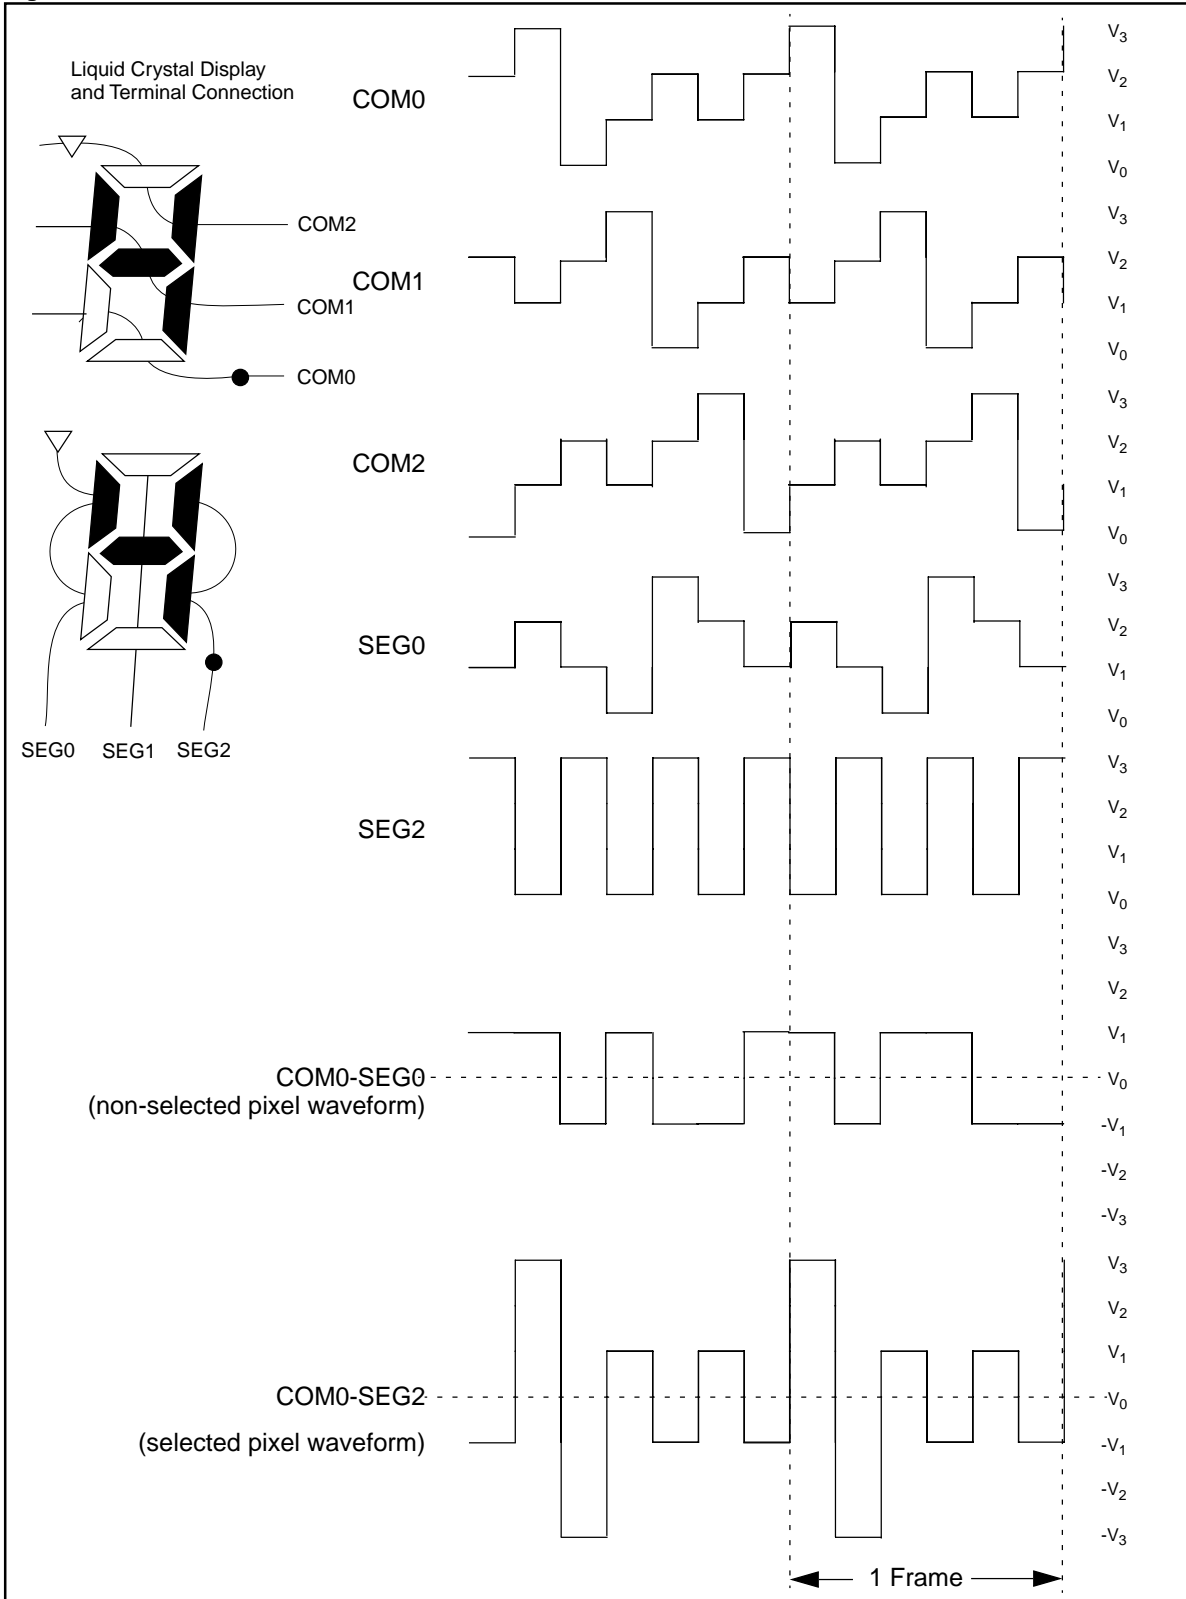 Liquid Crystal Display
and Terminal Connection
COM2
COM1
COM0
SEG0 SEG1 SEG2
COM0
V3
V2
V1
V0
COM1
V3
V2
V1
V0
COM2
V3
V2
V1
V0
SEG0
V3
V2
V1
V0
SEG2
V3
V2
V1
V0
COM0-SEG0
(non-selected pixel waveform)
V3
V2
V1
V0
-V1
-V2
-V3
COM0-SEG2
(selected pixel waveform)
V3
V2
V1
V0
-V1
-V2
-V3
1 Frame